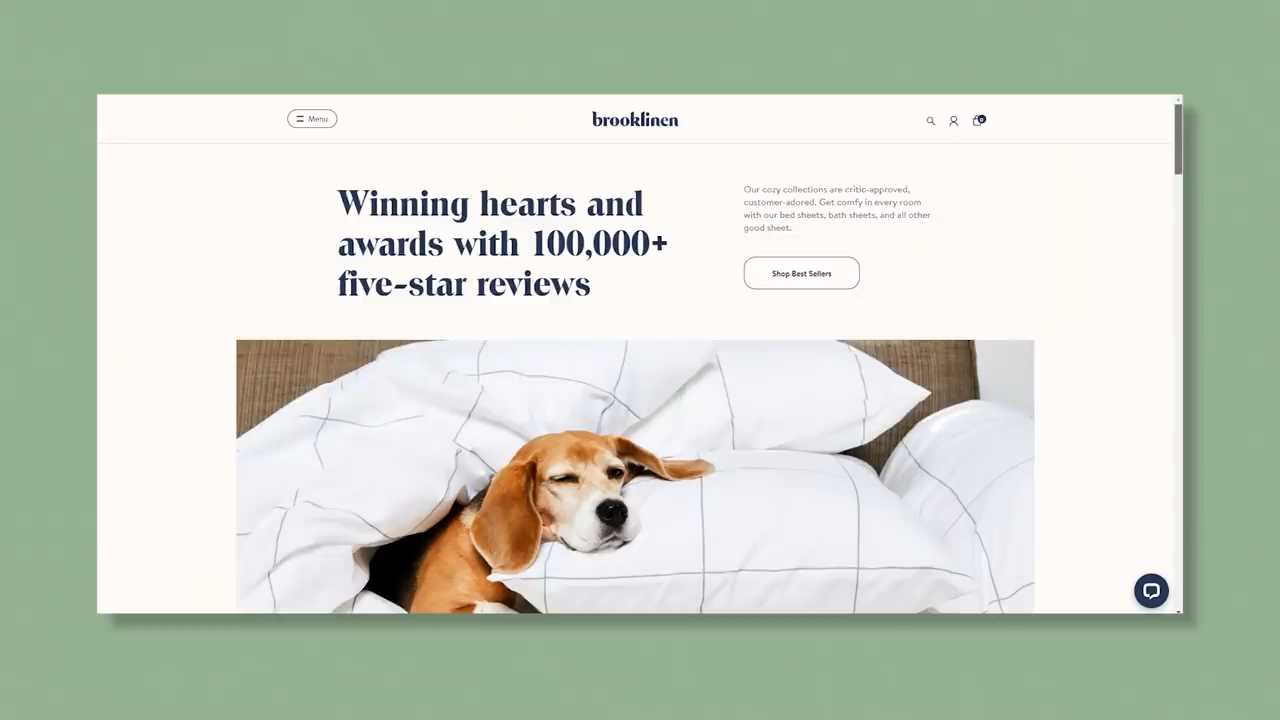 Menu
brooklinen
0
Winning hearts and
awards with 100,000+
five-star reviews
Our cozy collections are critic-approved,
customer-adored. Get comfy in every room
with our bed sheets, bath sheets, and all other
good sheet.
Shop Best Sellers